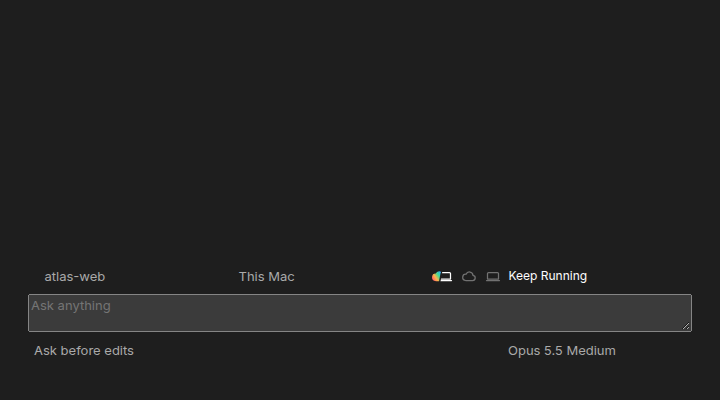 atlas-web This Mac Keep Running
Ask anything
Ask before edits Opus 5.5 Medium